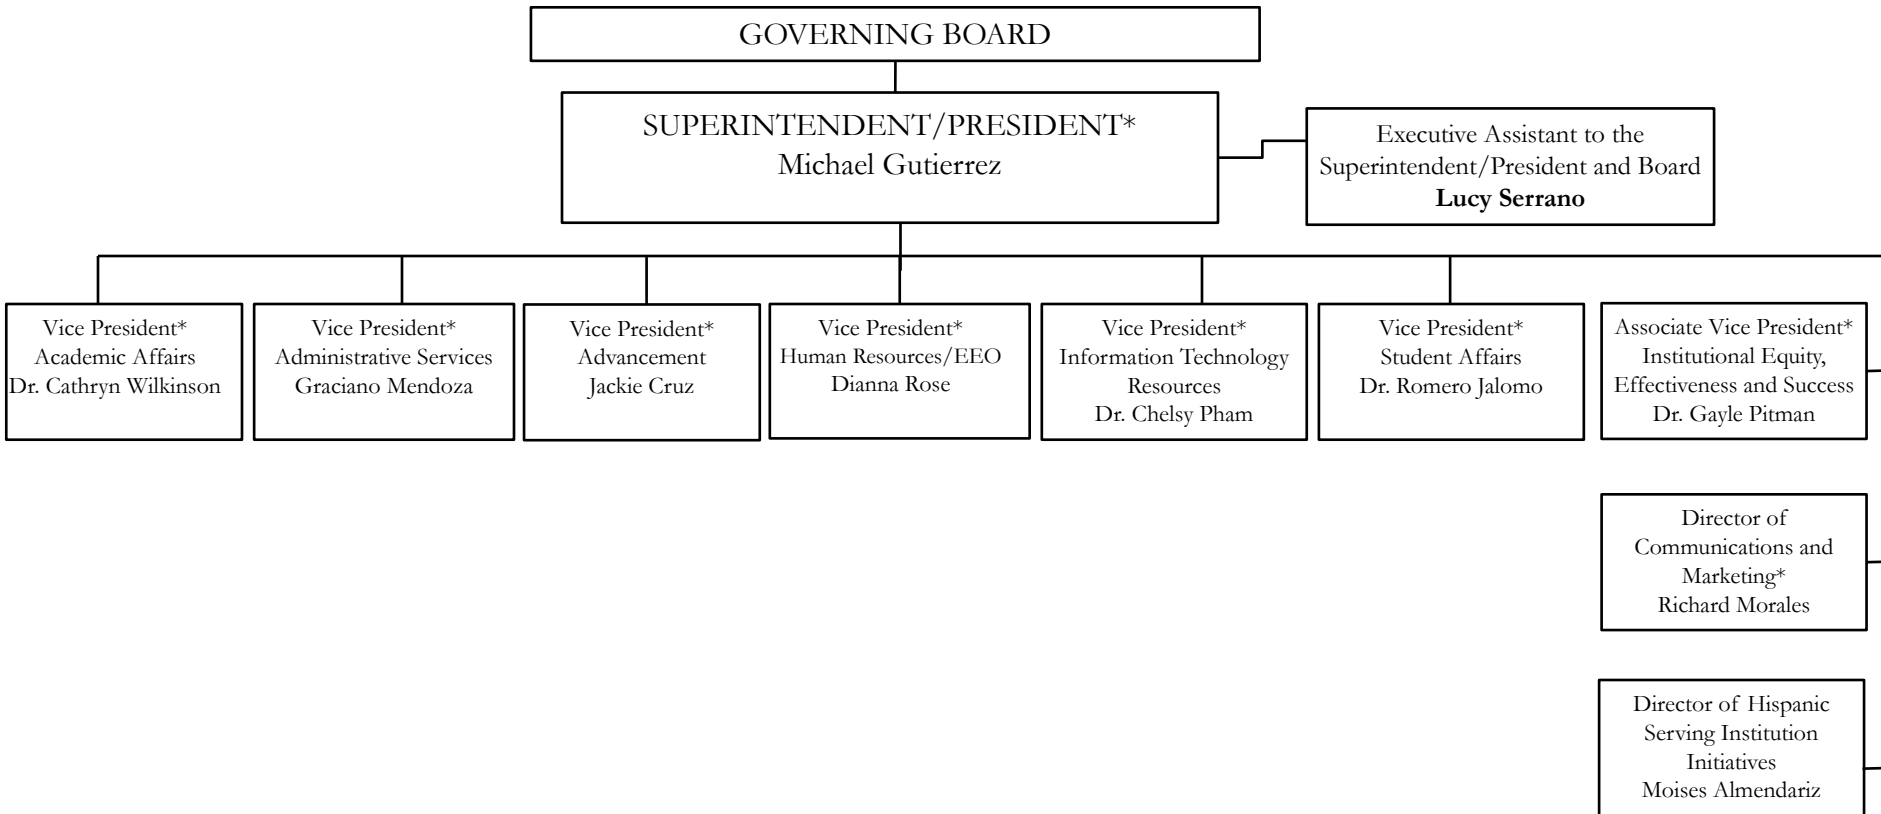 GOVERNING BOARD
SUPERINTENDENT/PRESIDENT*
Michael Gutierrez
Executive Assistant to the
Superintendent/President and Board
Lucy Serrano
Vice President*
Academic Affairs
Dr. Cathryn Wilkinson
Vice President*
Administrative Services
Graciano Mendoza
Vice President*
Advancement
Jackie Cruz
Vice President*
Human Resources/EEO
Dianna Rose
Vice President*
Information Technology
Resources
Dr. Chelsy Pham
Vice President*
Student Affairs
Dr. Romero Jalomo
Associate Vice President*
Institutional Equity,
Effectiveness and Success
Dr. Gayle Pitman
Director of
Communications and
Marketing*
Richard Morales
Director of Hispanic
Serving Institution
Initiatives
Moises Almendariz